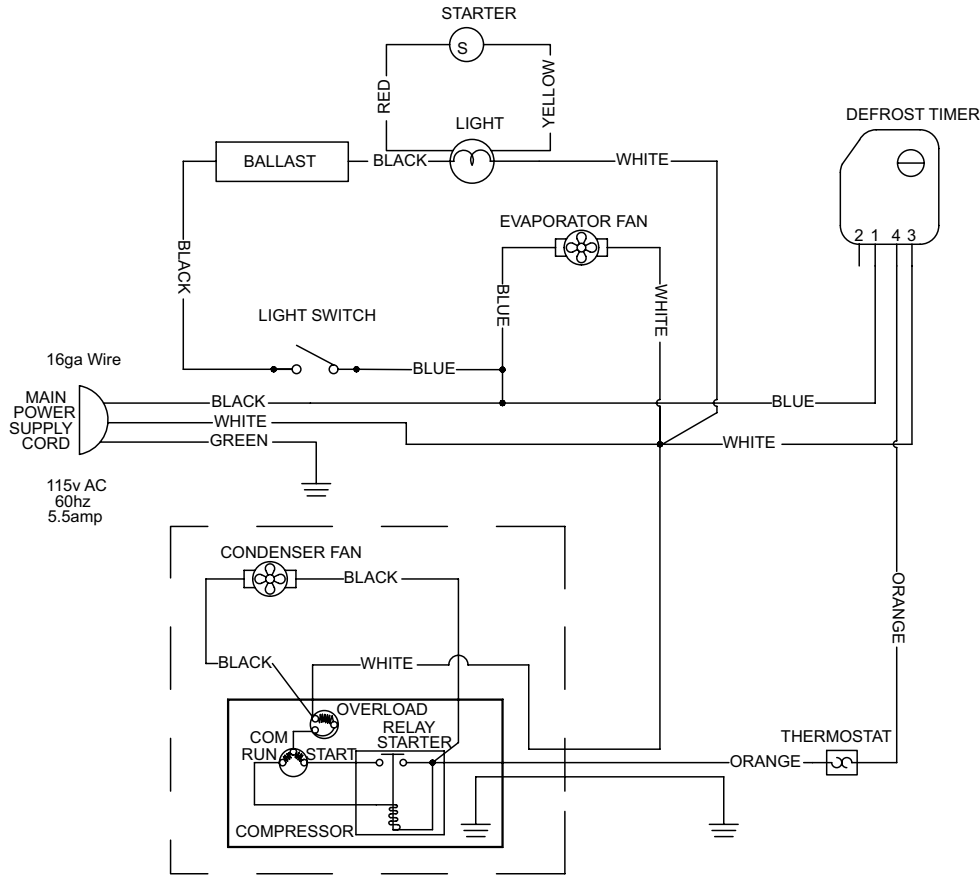 STARTER
S
RED
YELLOW
LIGHT
DEFROST TIMER
BALLAST
BLACK
WHITE
EVAPORATOR FAN
2 1 4 3
BLACK
BLUE
WHITE
LIGHT SWITCH
16ga Wire
BLUE
MAIN
POWER
SUPPLY
CORD
BLACK
BLUE
WHITE
GREEN
WHITE
115v AC
60hz
5.5amp
CONDENSER FAN
BLACK
ORANGE
BLACK
WHITE
OVERLOAD
RELAY
STARTER
COM
RUN
START
THERMOSTAT
ORANGE
COMPRESSOR